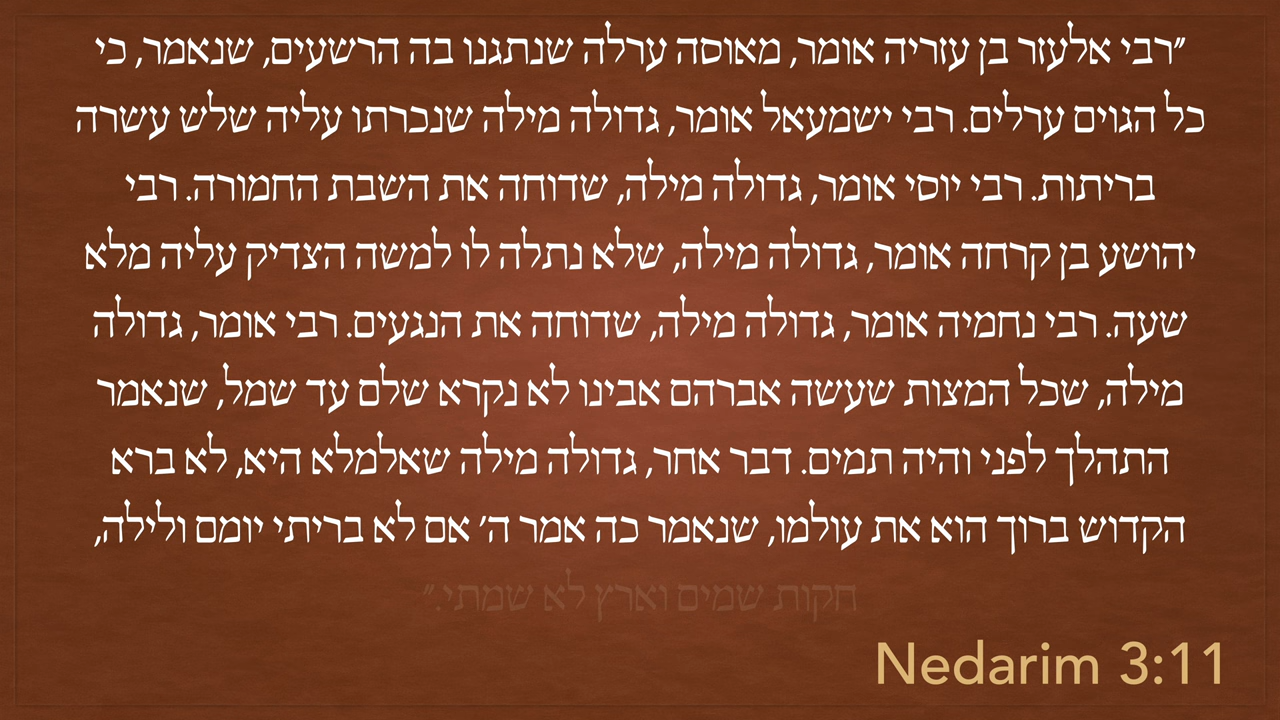 ״רבי אלעזר בן עזריה אומר, מאוסה ערלה שנתגנו בה הרשעים, שנאמר, כי
כל הגוים ערלים. רבי ישמעאל אומר, גדולה מילה שנכרתו עליה שלש עשרה
בריתות. רבי יוסי אומר, גדולה מילה, שדוחה את השבת החמורה. רבי
יהושע בן קרחה אומר, גדולה מילה, שלא נתלה לו למשה הצדיק עליה מלא
שעה. רבי נחמיה אומר, גדולה מילה, שדוחה את הנגעים. רבי אומר, גדולה
מילה, שכל המצות שעשה אברהם אבינו לא נקרא שלם עד שמל, שנאמר
התהלך לפני והיה תמים. דבר אחר, גדולה מילה שאלמלא היא, לא ברא
הקדוש ברוך הוא את עולמו, שנאמר כה אמר ה׳ אם לא בריתי יומם ולילה,
חקות שמים וארץ לא שמתי.״
Nedarim 3:11